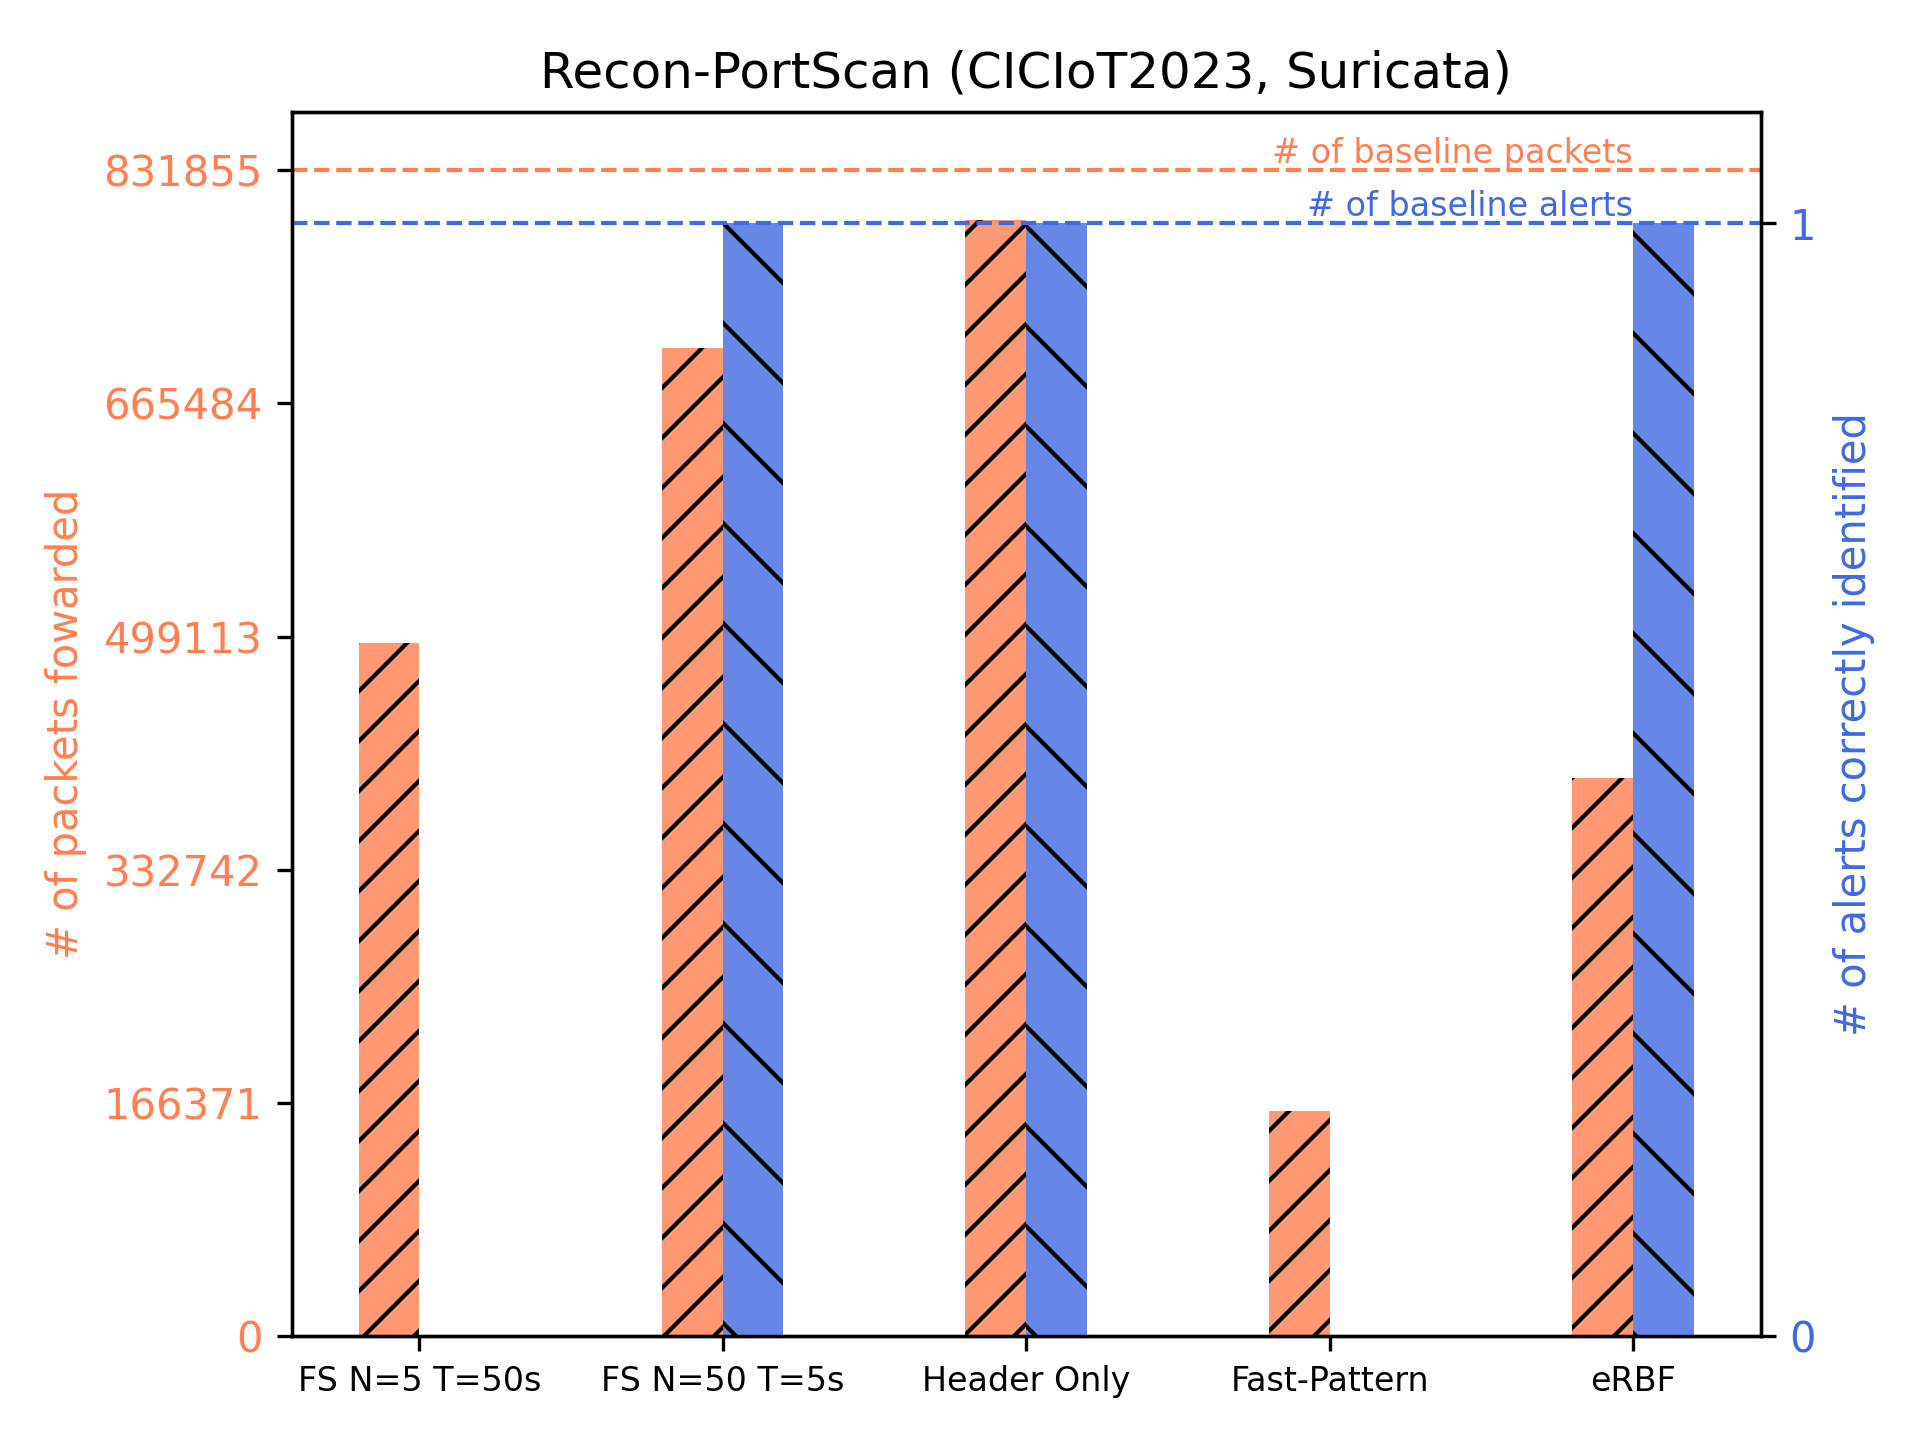 Recon-PortScan (CICIoT2023, Suricata)
# of baseline packets
# of baseline alerts
831855
665484
499113
332742
166371
0
# of packets fowarded
1
0
# of alerts correctly identified
FS N=5 T=50s
FS N=50 T=5s
Header Only
Fast-Pattern
eRBF